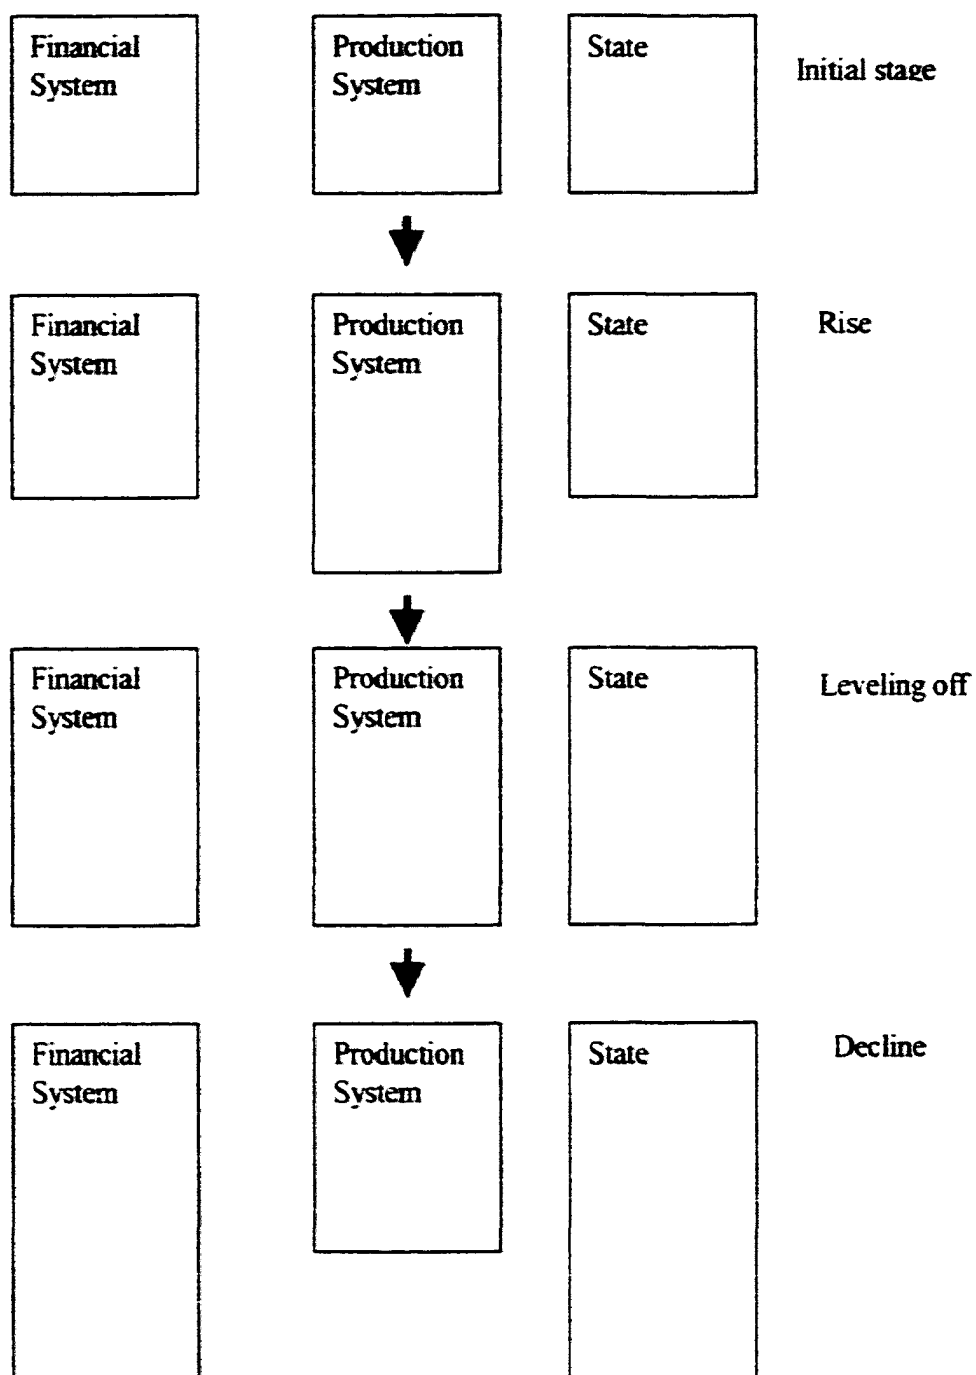 Financial
System
Production
System
State
Initial stage
Financial
System
Production
System
State
Rise
Financial
System
Production
System
State
Leveling off
Financial
System
Production
System
State
Decline